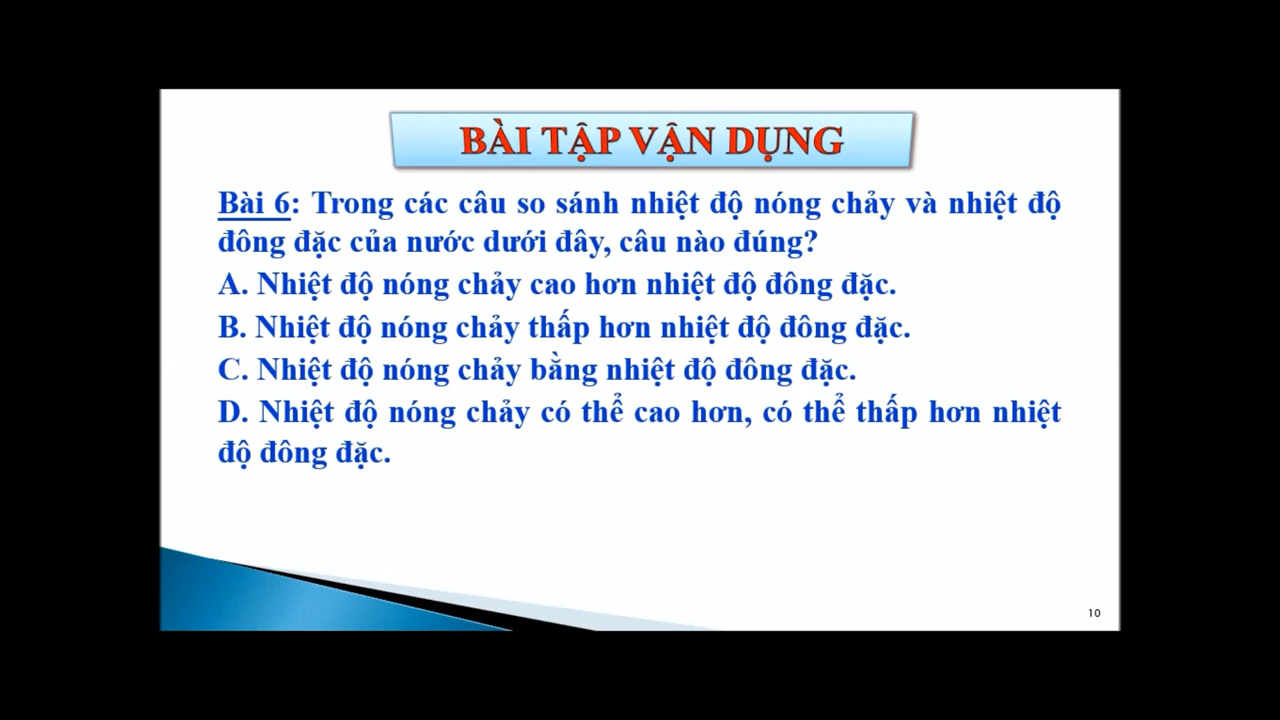 BÀI TẬP VẬN DỤNG
Bài 6: Trong các câu so sánh nhiệt độ nóng chảy và nhiệt độ
đông đặc của nước dưới đây, câu nào đúng?
A. Nhiệt độ nóng chảy cao hơn nhiệt độ đông đặc.
B. Nhiệt độ nóng chảy thấp hơn nhiệt độ đông đặc.
C. Nhiệt độ nóng chảy bằng nhiệt độ đông đặc.
D. Nhiệt độ nóng chảy có thể cao hơn, có thể thấp hơn nhiệt
độ đông đặc.
10